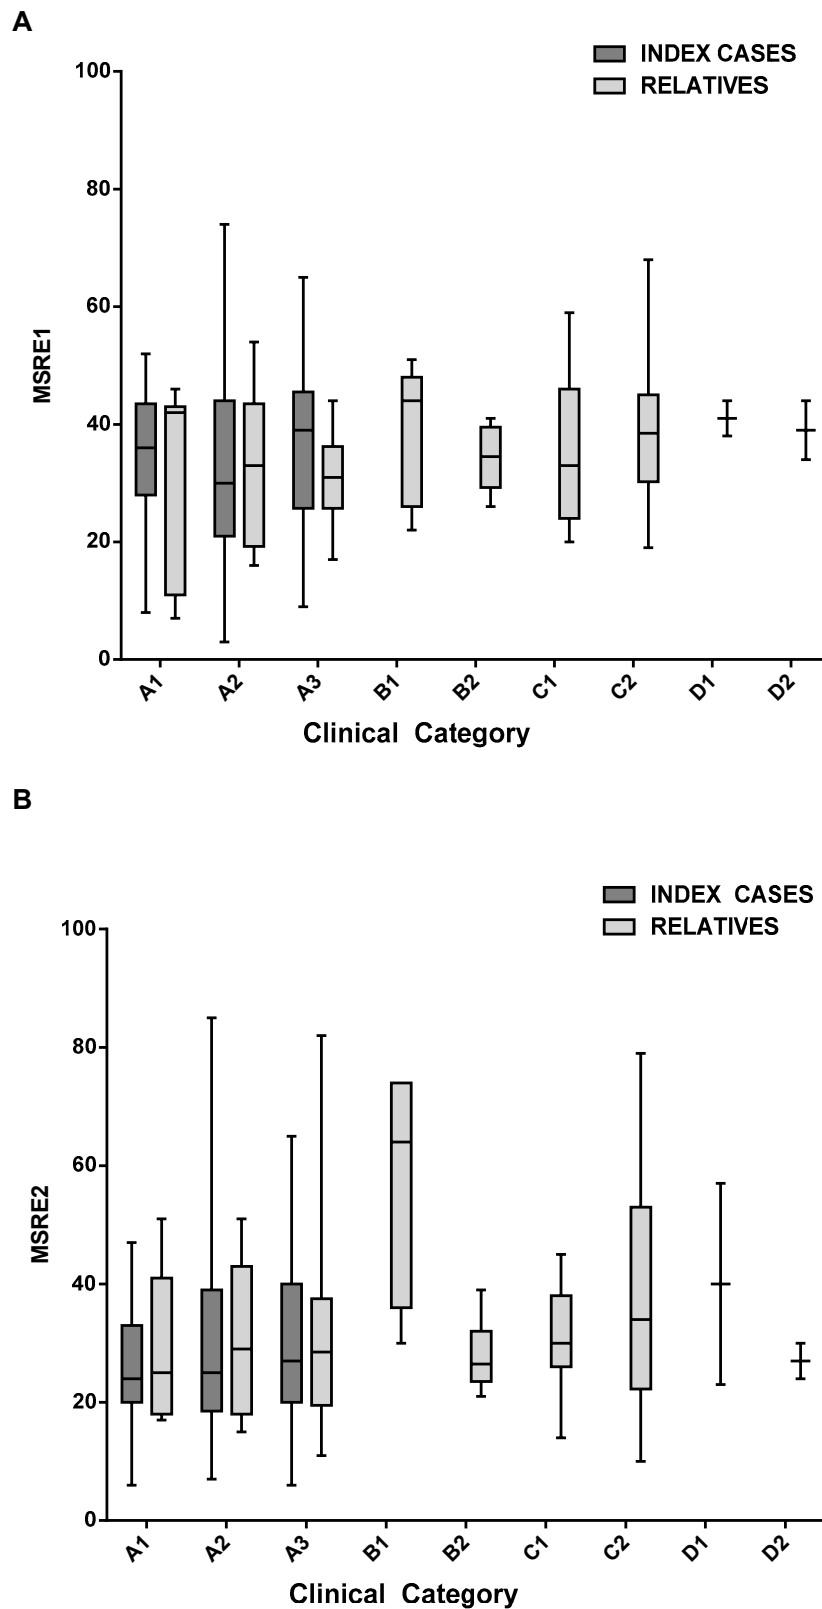 A
INDEX CASES
RELATIVES
100
80
60
40
20
0
MSRE1
A1 A2 A3 B1 B2 C1 C2 D1 D2
Clinical Category
B
INDEX CASES
RELATIVES
100
80
60
40
20
0
MSRE2
A1 A2 A3 B1 B2 C1 C2 D1 D2
Clinical Category